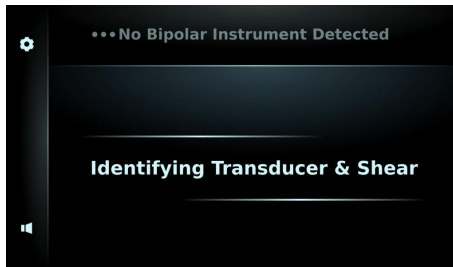 •••No Bipolar Instrument Detected
Identifying Transducer & Shear